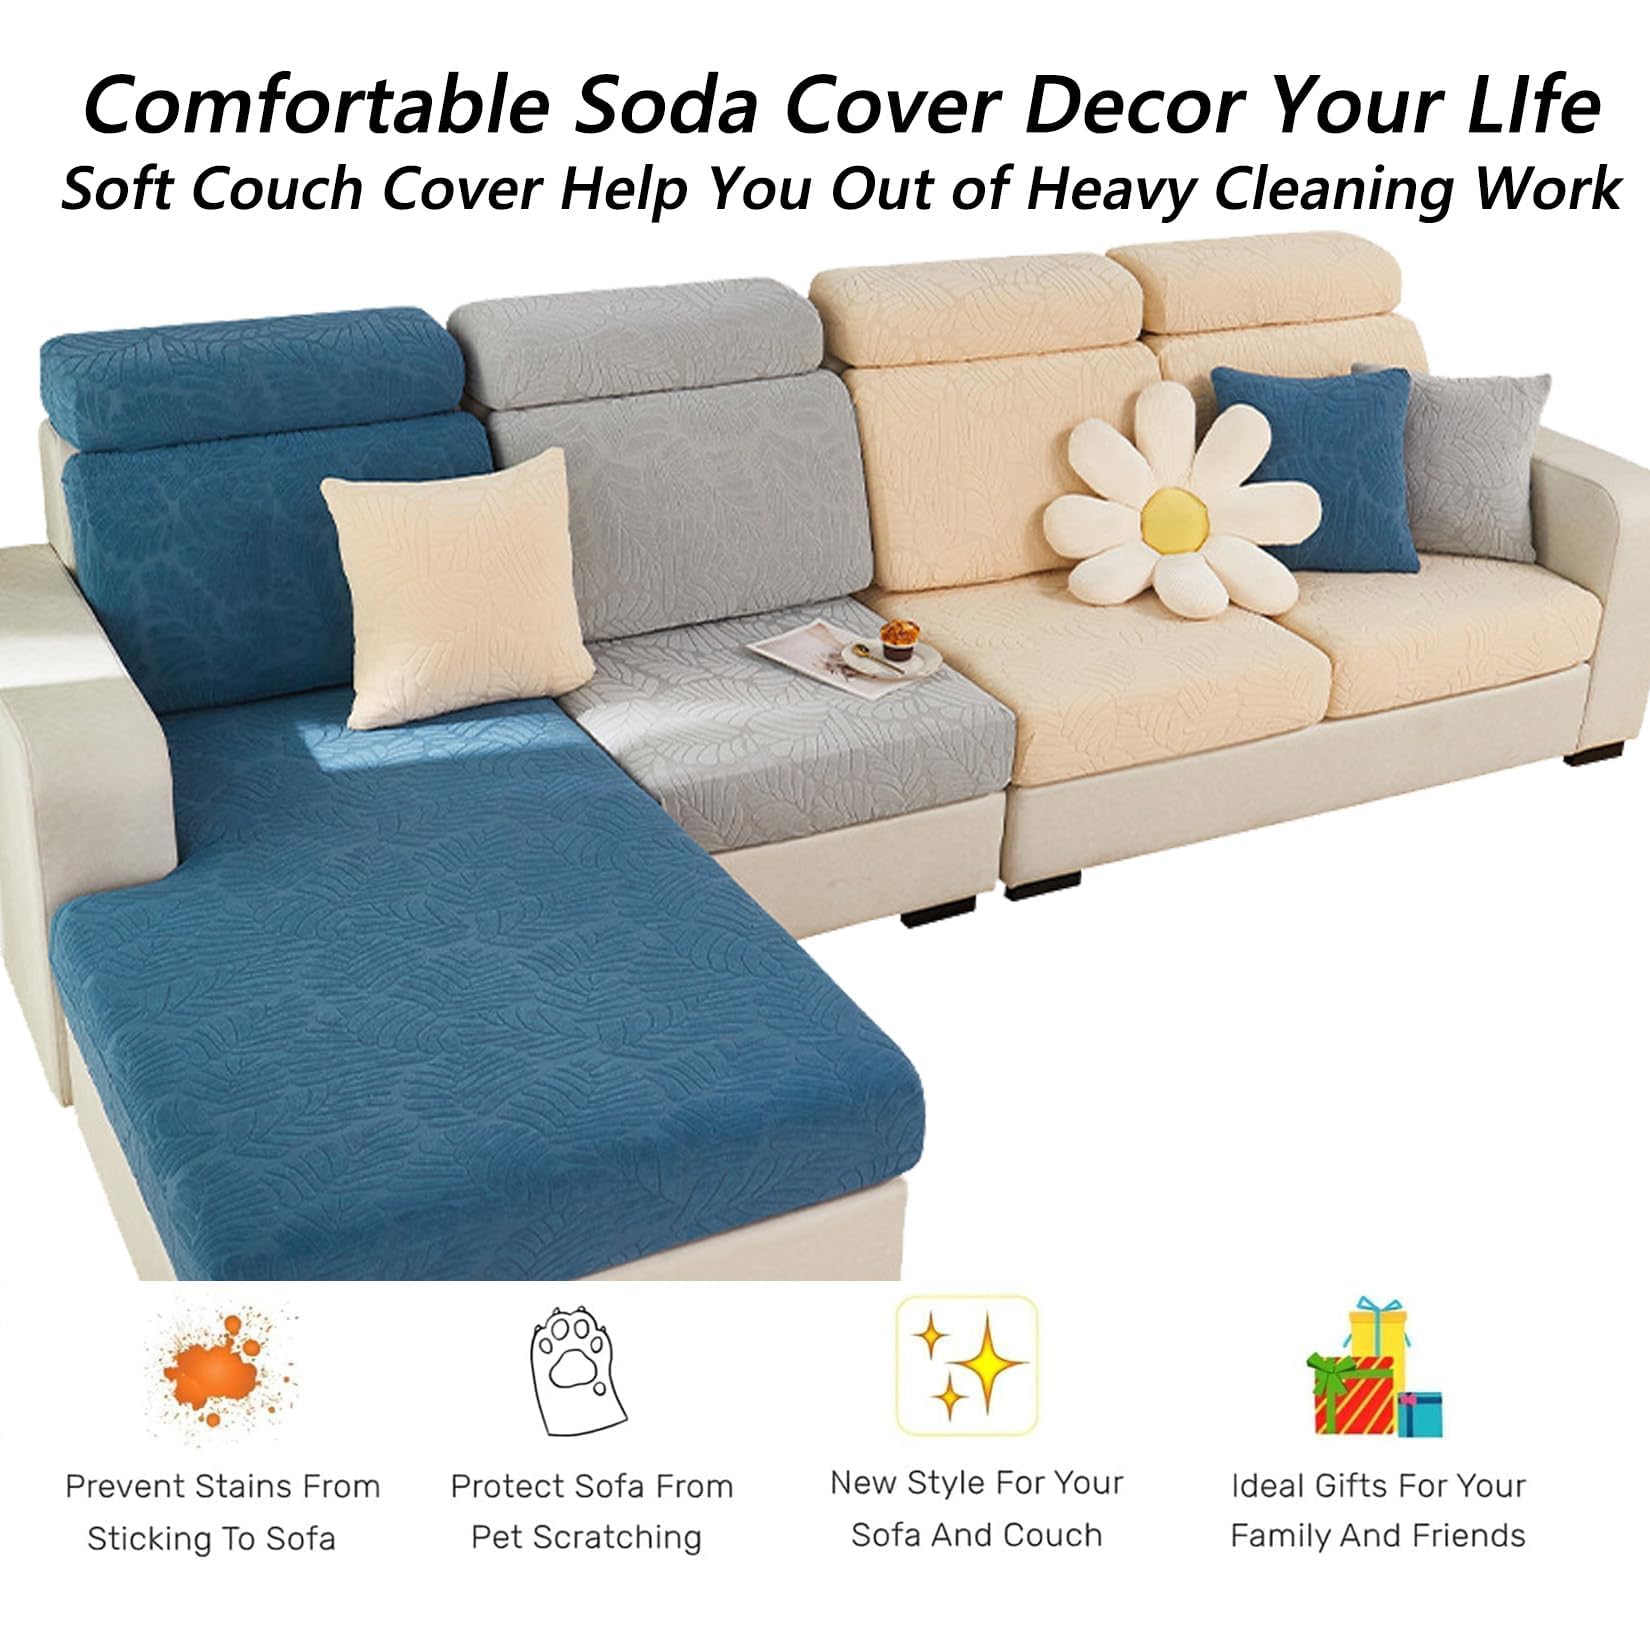 Comfortable Soda Cover Decor Your LIfe
Soft Couch Cover Help You Out of Heavy Cleaning Work
Prevent Stains From
Sticking To Sofa
Protect Sofa From
Pet Scratching
New Style For Your
Sofa And Couch
Ideal Gifts For Your
Family And Friends